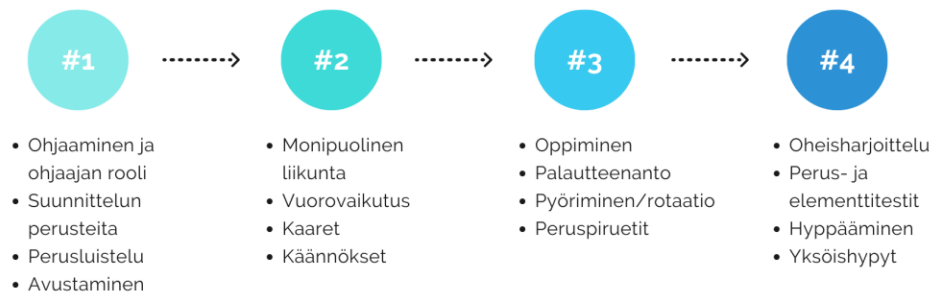 #1
#2
#3
#4
• Ohjaaminen ja
ohjaajan rooli
• Suunnittelun
perusteita
• Perusluistelu
• Avustaminen
• Monipuolinen
liikunta
• Vuorovaikutus
• Kaaret
• Käännökset
• Oppiminen
• Palautteenanto
• Pyöriminen/rotaatio
• Peruspiruetit
• Oheisharjoittelu
• Perus- ja
elementtitestit
• Hyppääminen
• Yksöishypyt